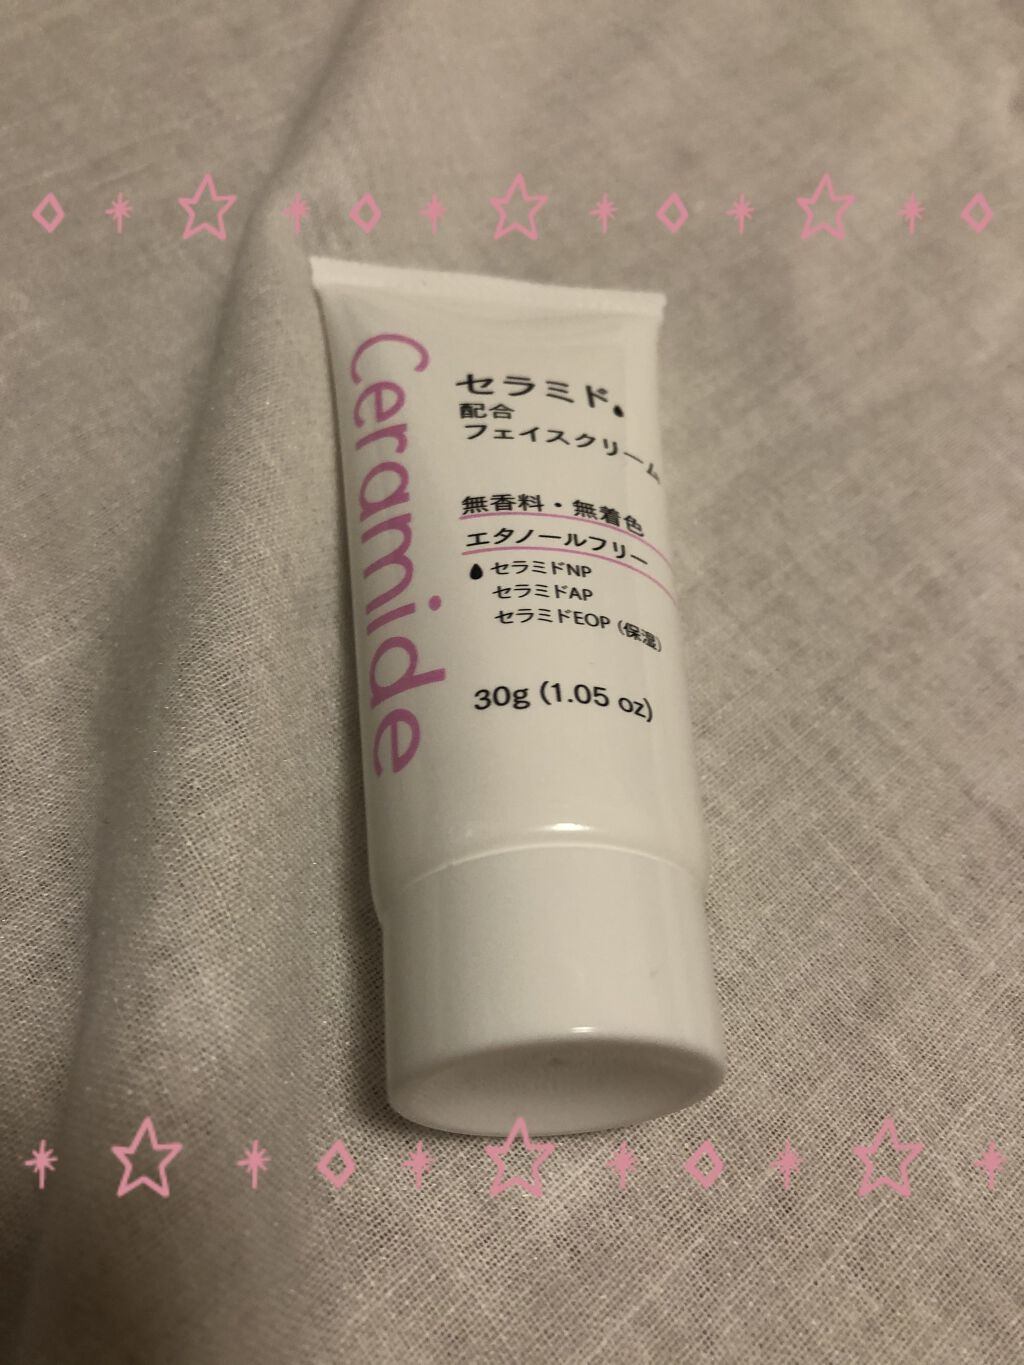 Ceramide
セラミド
配合
フェイスクリーム
無香料・無着色
エタノールフリー
セラミドNP
セラミドAP
セラミドEOP (保湿)
30g (1.05 oz)